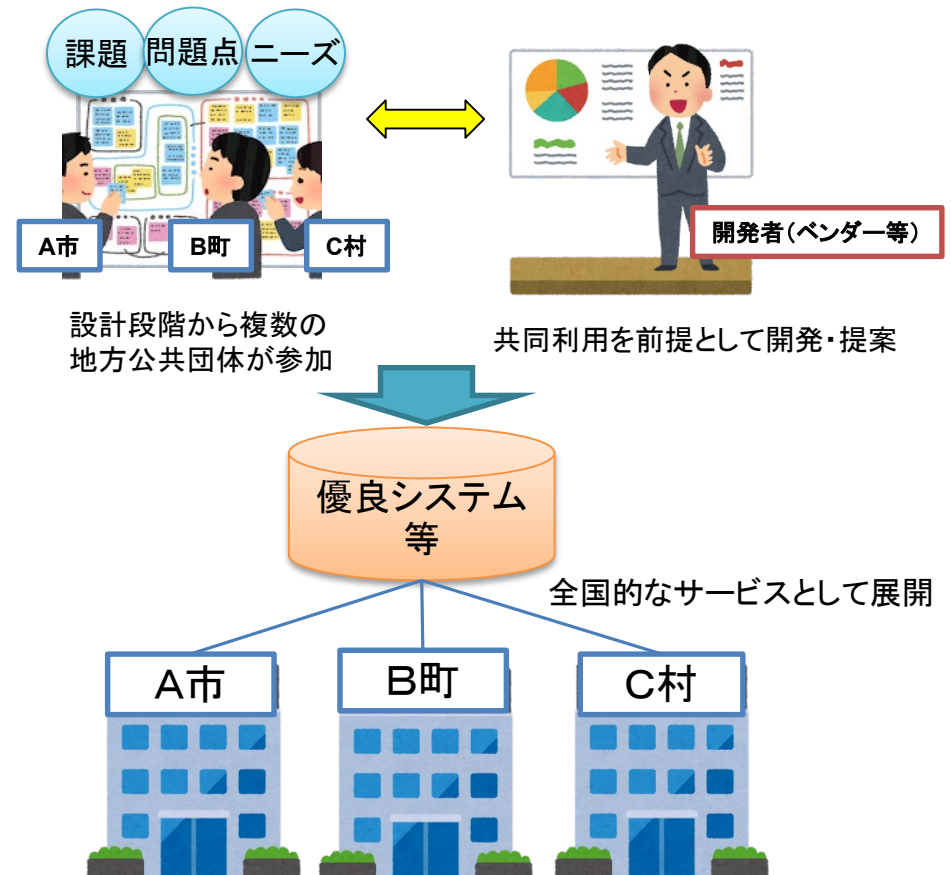 課題
問題点
ニーズ
A市
B町
C村
開発者(ベンダー等)
設計段階から複数の
地方公共団体が参加
共同利用を前提として開発・提案
優良システム
等
全国的なサービスとして展開
A市
B町
C村